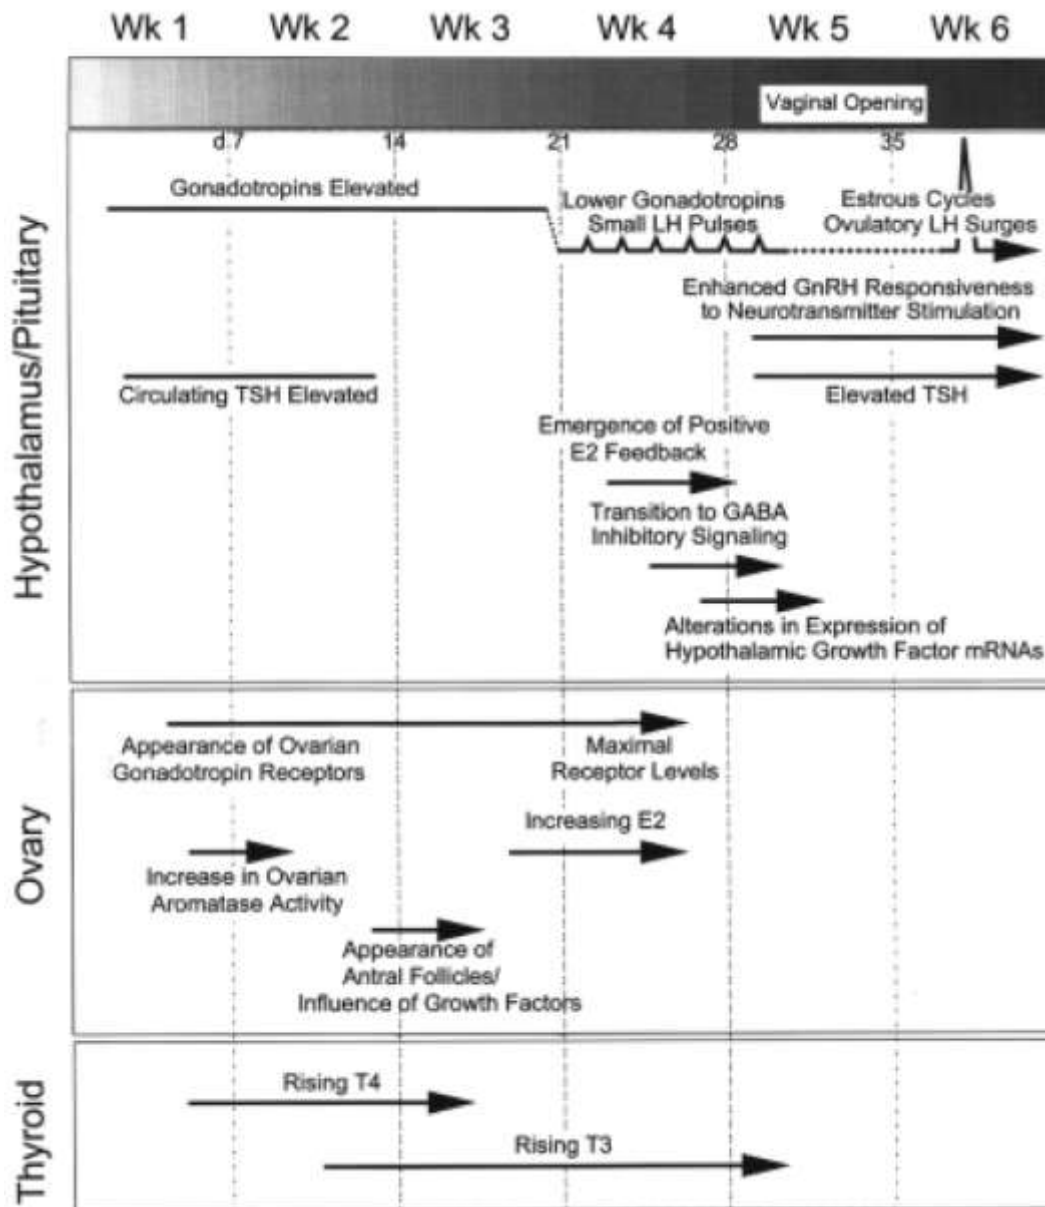 Wk 1 Wk 2 Wk 3 Wk 4 Wk 5 Wk 6
Vaginal Opening
d.7 14 21 28 35
Hypothalamus/Pituitary
Gonadotropins Elevated
Lower Gonadotropins
Small LH Pulses
Estrous Cycles
Ovulatory LH Surges
Enhanced GnRH Responsiveness
to Neurotransmitter Stimulation
Circulating TSH Elevated
Elevated TSH
Emergence of Positive
E2 Feedback
Transition to GABA
Inhibitory Signaling
Alterations in Expression of
Hypothalamic Growth Factor mRNAs
Ovary
Appearance of Ovarian
Gonadotropin Receptors
Maximal
Receptor Levels
Increasing E2
Increase in Ovarian
Aromatase Activity
Appearance of
Antral Follicles/
Influence of Growth Factors
Thyroid
Rising T4
Rising T3